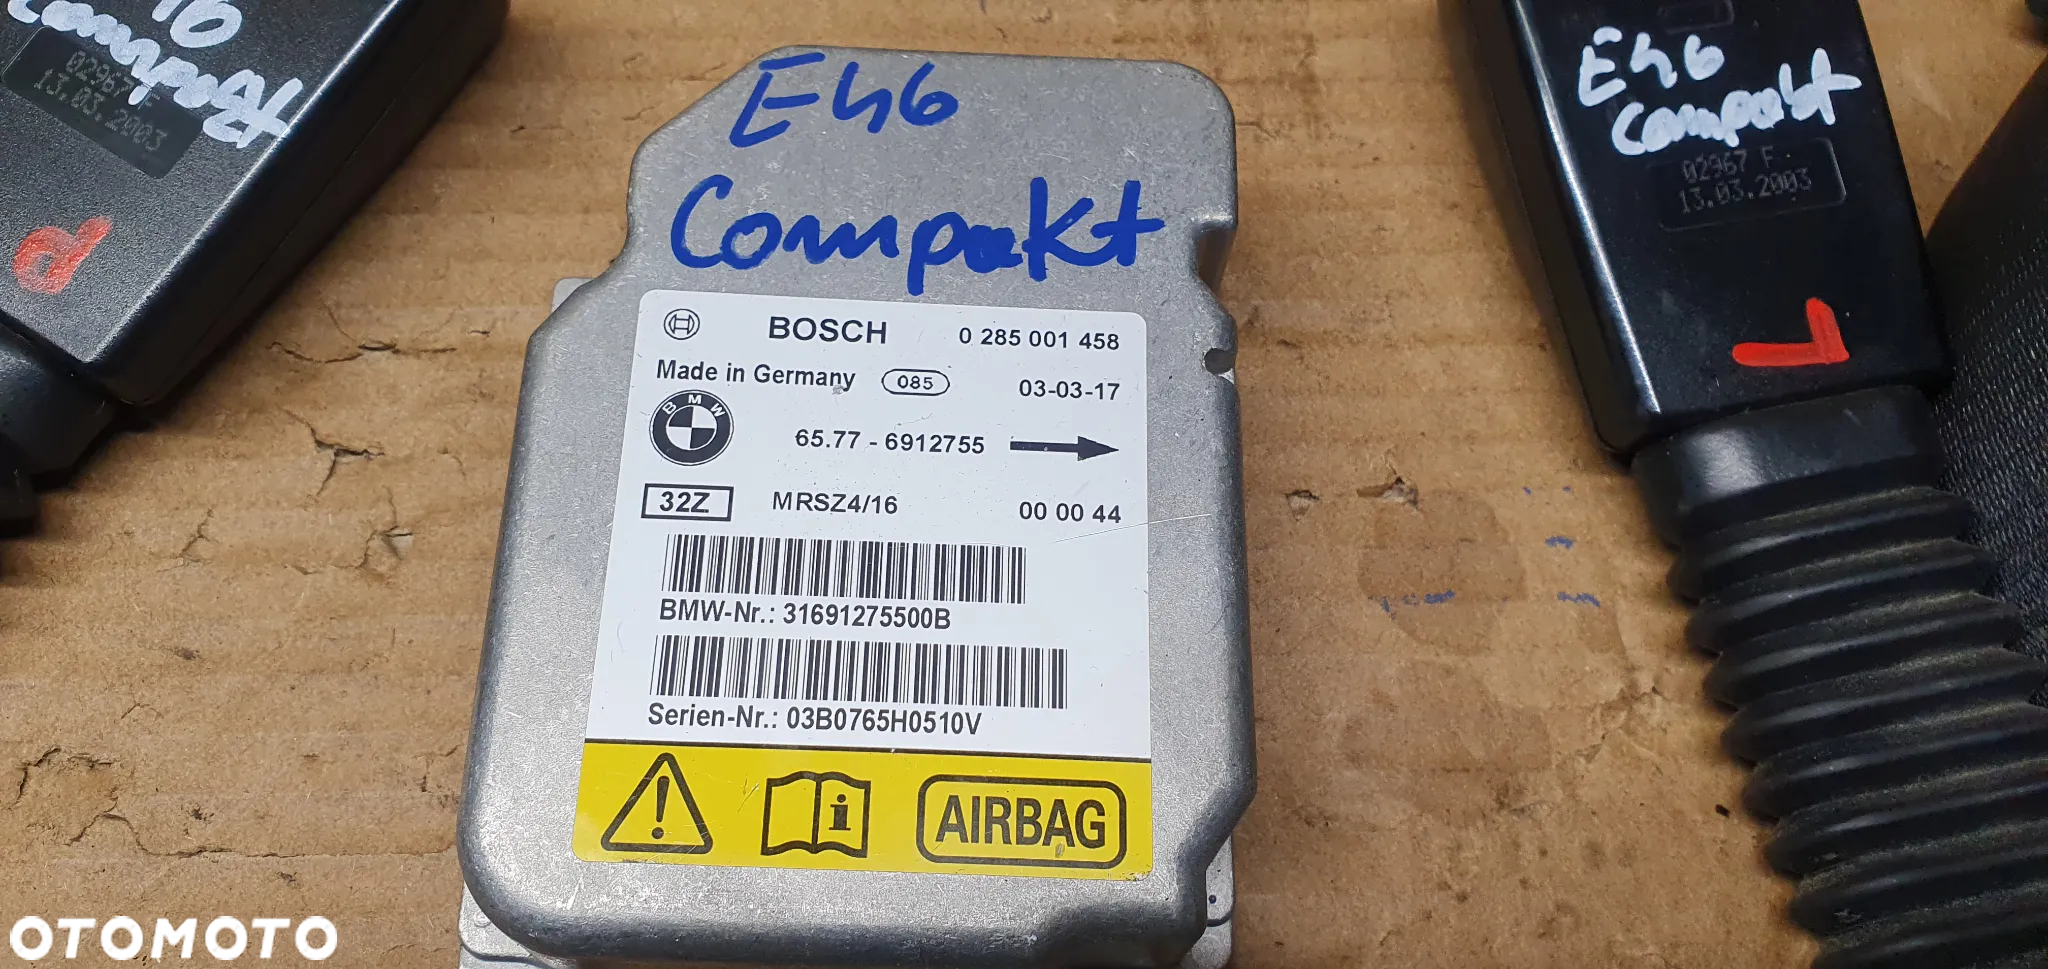 E46
Compakt
02967 F
13.03.2003
P
E46
Compakt
BOSCH 0 285 001 458
Made in Germany 085 03-03-17
BMW
65.77 - 6912755
32Z MRSZ4/16 00 00 44
BMW-Nr.: 31691275500B
Serien-Nr.: 03B0765H0510V
AIRBAG
E46
Compakt
02967 F
13.03.2003
L
OTOMOTO